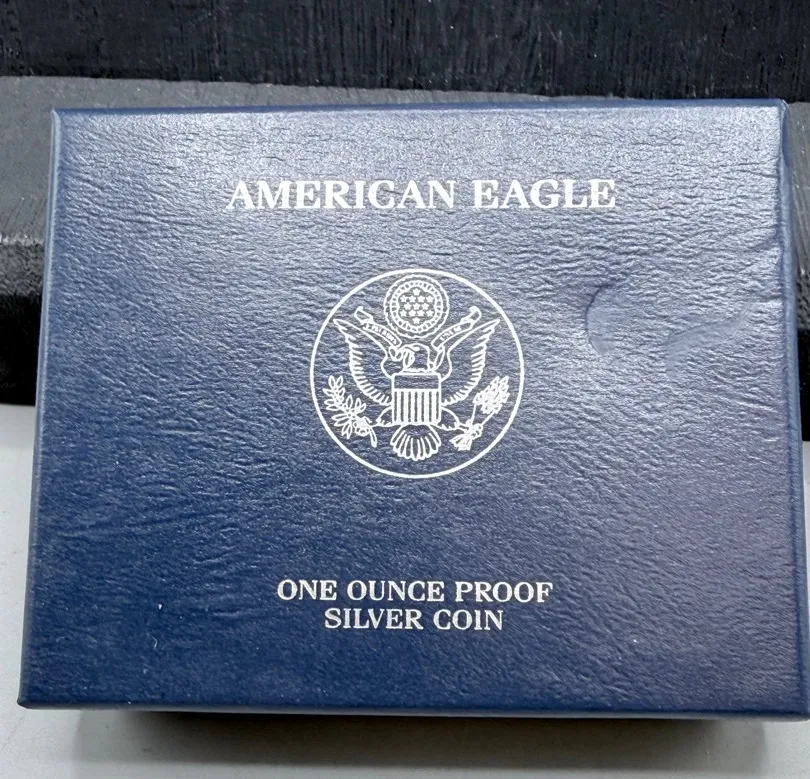 AMERICAN EAGLE
ONE OUNCE PROOF
SILVER COIN